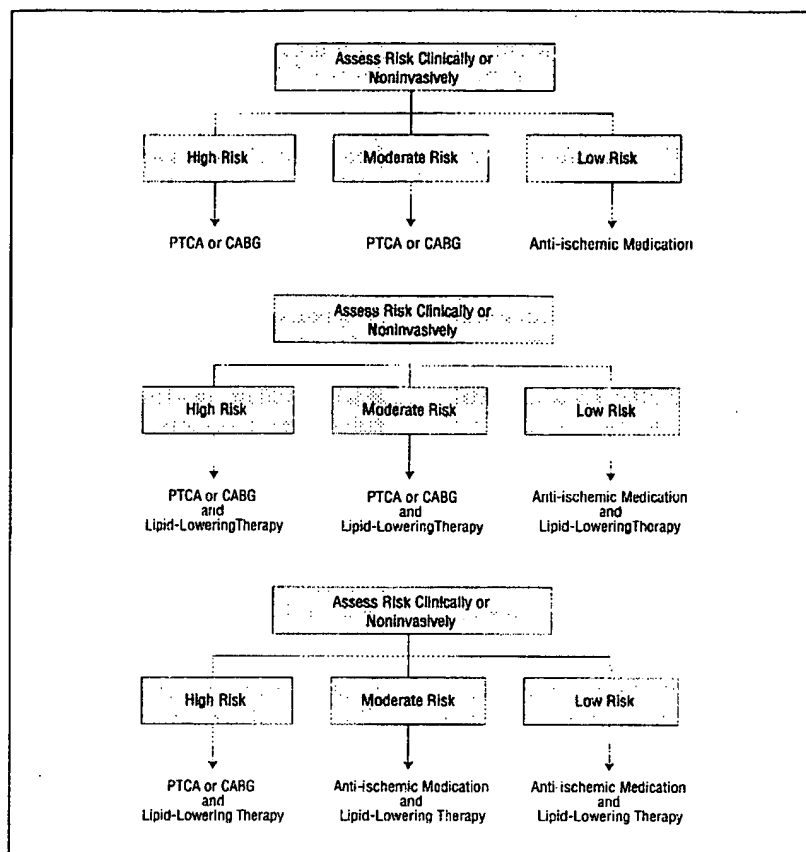 Assess Risk Clinically or
Noninvasively
High Risk
Moderate Risk
Low Risk
PTCA or CABG
PTCA or CABG
Anti-ischemic Medication
Assess Risk Clinically or
Noninvasively
High Risk
Moderate Risk
Low Risk
PTCA or CABG
and
Lipid-LoweringTherapy
PTCA or CABG
and
Lipid-LoweringTherapy
Anti-ischemic Medication
and
Lipid-LoweringTherapy
Assess Risk Clinically or
Noninvasively
High Risk
Moderate Risk
Low Risk
PTCA or CABG
and
Lipid-Lowering Therapy
Anti-ischemic Medication
and
Lipid-Lowering Therapy
Anti-ischemic Medication
and
Lipid-Lowering Therapy